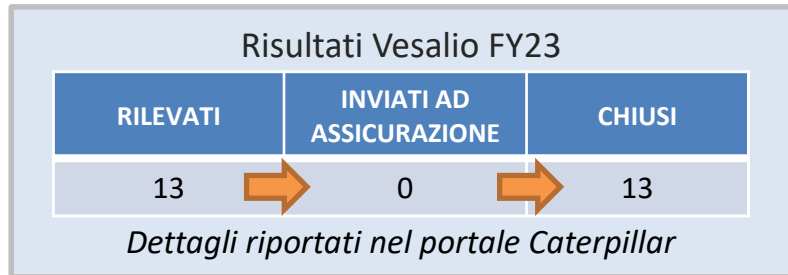 Risultati Vesalio FY23
RILEVATI
INVIATI AD
ASSICURAZIONE
CHIUSI
13
0
13
Dettagli riportati nel portale Caterpillar